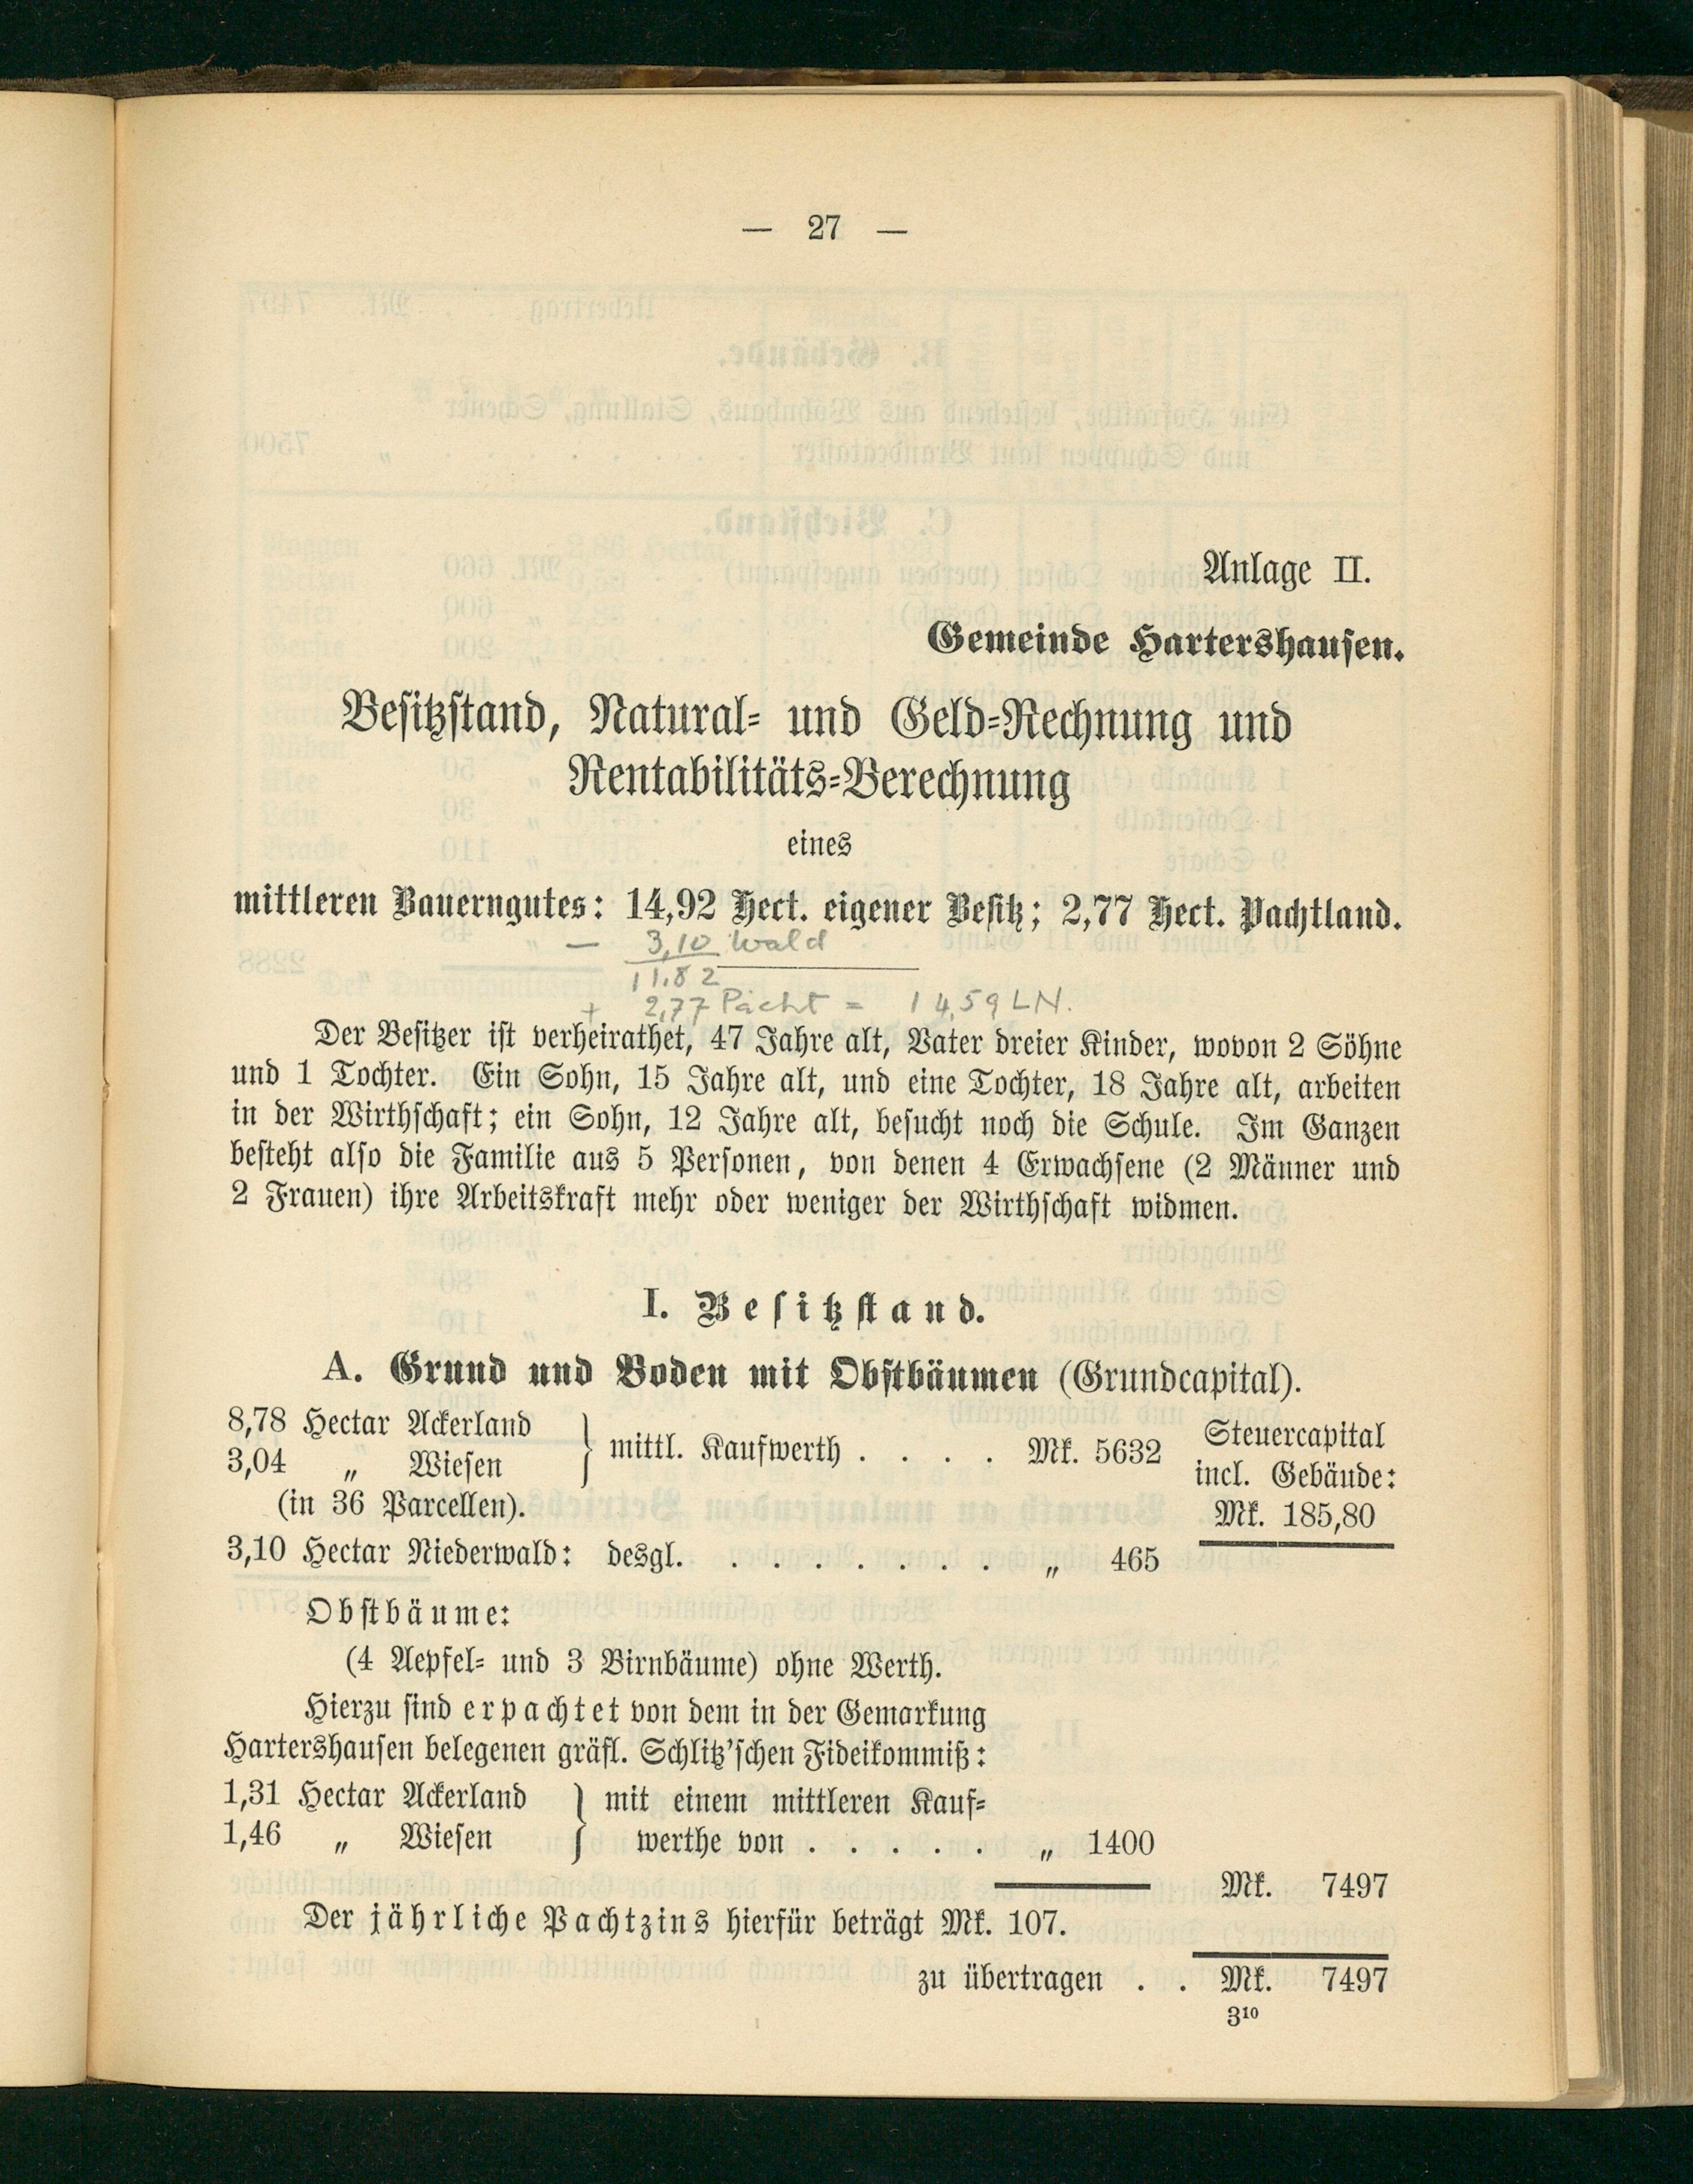 — 27 —
Anlage II.
Gemeinde Hartershausen.
Besitzstand, Natural- und Geld-Rechnung und
Rentabilitäts-Berechnung
eines
mittleren Bauerngutes: 14,92 Hect. eigener Besitz; 2,77 Hect. Pachtland.
— 3,10 Wald
11.82
+ 2,77 Pacht = 14,59 LN.
Der Besitzer ist verheirathet, 47 Jahre alt, Vater dreier Kinder, wovon 2 Söhne
und 1 Tochter. Ein Sohn, 15 Jahre alt, und eine Tochter, 18 Jahre alt, arbeiten
in der Wirthschaft; ein Sohn, 12 Jahre alt, besucht noch die Schule. Im Ganzen
besteht also die Familie aus 5 Personen, von denen 4 Erwachsene (2 Männer und
2 Frauen) ihre Arbeitskraft mehr oder weniger der Wirthschaft widmen.
I. Besitzstand.
A. Grund und Boden mit Obstbäumen (Grundcapital).
8,78 Hectar Ackerland
3,04 „ Wiesen } mittl. Kaufwerth . . . . Mk. 5632
(in 36 Parcellen).
Steuercapital
incl. Gebäude:
Mk. 185,80
3,10 Hectar Niederwald: desgl. . . . . . . . „ 465
Obstbäume:
(4 Aepfel- und 3 Birnbäume) ohne Werth.
Hierzu sind erpachtet von dem in der Gemarkung
Hartershausen belegenen gräfl. Schlitz'schen Fideikommiß:
1,31 Hectar Ackerland } mit einem mittleren Kauf-
1,46 „ Wiesen werthe von . . . . . „ 1400
Mk. 7497
Der jährliche Pachtzins hierfür beträgt Mk. 107.
zu übertragen . . Mk. 7497
3¹⁰